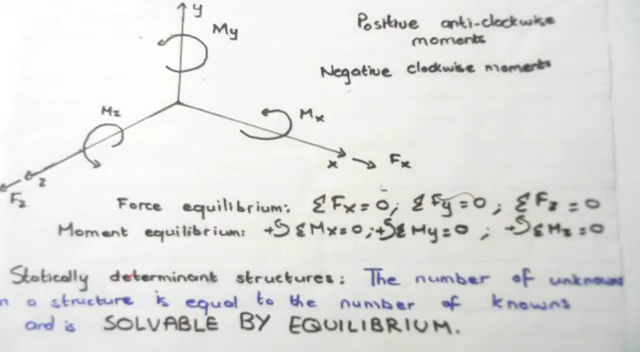 y
My
Positive anti-clockwise
moments
Negative clockwise moments
Mz
Mx
x
Fx
z
Fz
Force equilibrium: ΣFx=0; ΣFy=0; ΣFz=0
Moment equilibrium: +ΣMx=0; +ΣMy=0; +ΣMz=0
Statically determinant structures: The number of unknowns
n a structure is equal to the number of knowns
and is SOLVABLE BY EQUILIBRIUM.